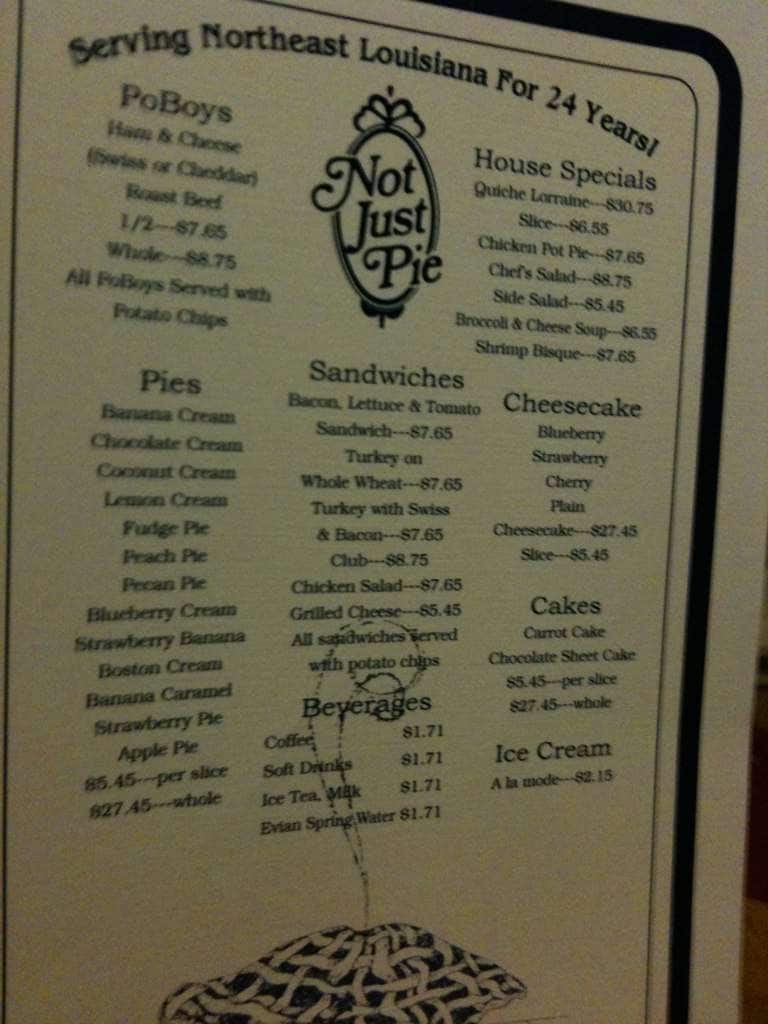 Serving Northeast Louisiana For 24 Years!
PoBoys
Ham & Cheese
(Swiss or Cheddar)
Roast Beef
1/2---$7.65
Whole---$8.75
All PoBoys Served with
Potato Chips
Not
Just
Pie
House Specials
Quiche Lorraine---$30.75
Slice---$6.55
Chicken Pot Pie---$7.65
Chef's Salad---$8.75
Side Salad---$5.45
Broccoli & Cheese Soup---$6.55
Shrimp Bisque---$7.65
Pies
Banana Cream
Chocolate Cream
Coconut Cream
Lemon Cream
Fudge Pie
Peach Pie
Pecan Pie
Blueberry Cream
Strawberry Banana
Boston Cream
Banana Caramel
Strawberry Pie
Apple Pie
$5.45---per slice
$27.45---whole
Sandwiches
Bacon, Lettuce & Tomato
Sandwich---$7.65
Turkey on
Whole Wheat---$7.65
Turkey with Swiss
& Bacon---$7.65
Club---$8.75
Chicken Salad---$7.65
Grilled Cheese---$5.45
All sandwiches served
with potato chips
Beverages
Coffee $1.71
Soft Drinks $1.71
Ice Tea, Milk $1.71
Evian Spring Water $1.71
Cheesecake
Blueberry
Strawberry
Cherry
Plain
Cheesecake---$27.45
Slice---$5.45
Cakes
Carrot Cake
Chocolate Sheet Cake
$5.45---per slice
$27.45---whole
Ice Cream
A la mode---$2.15